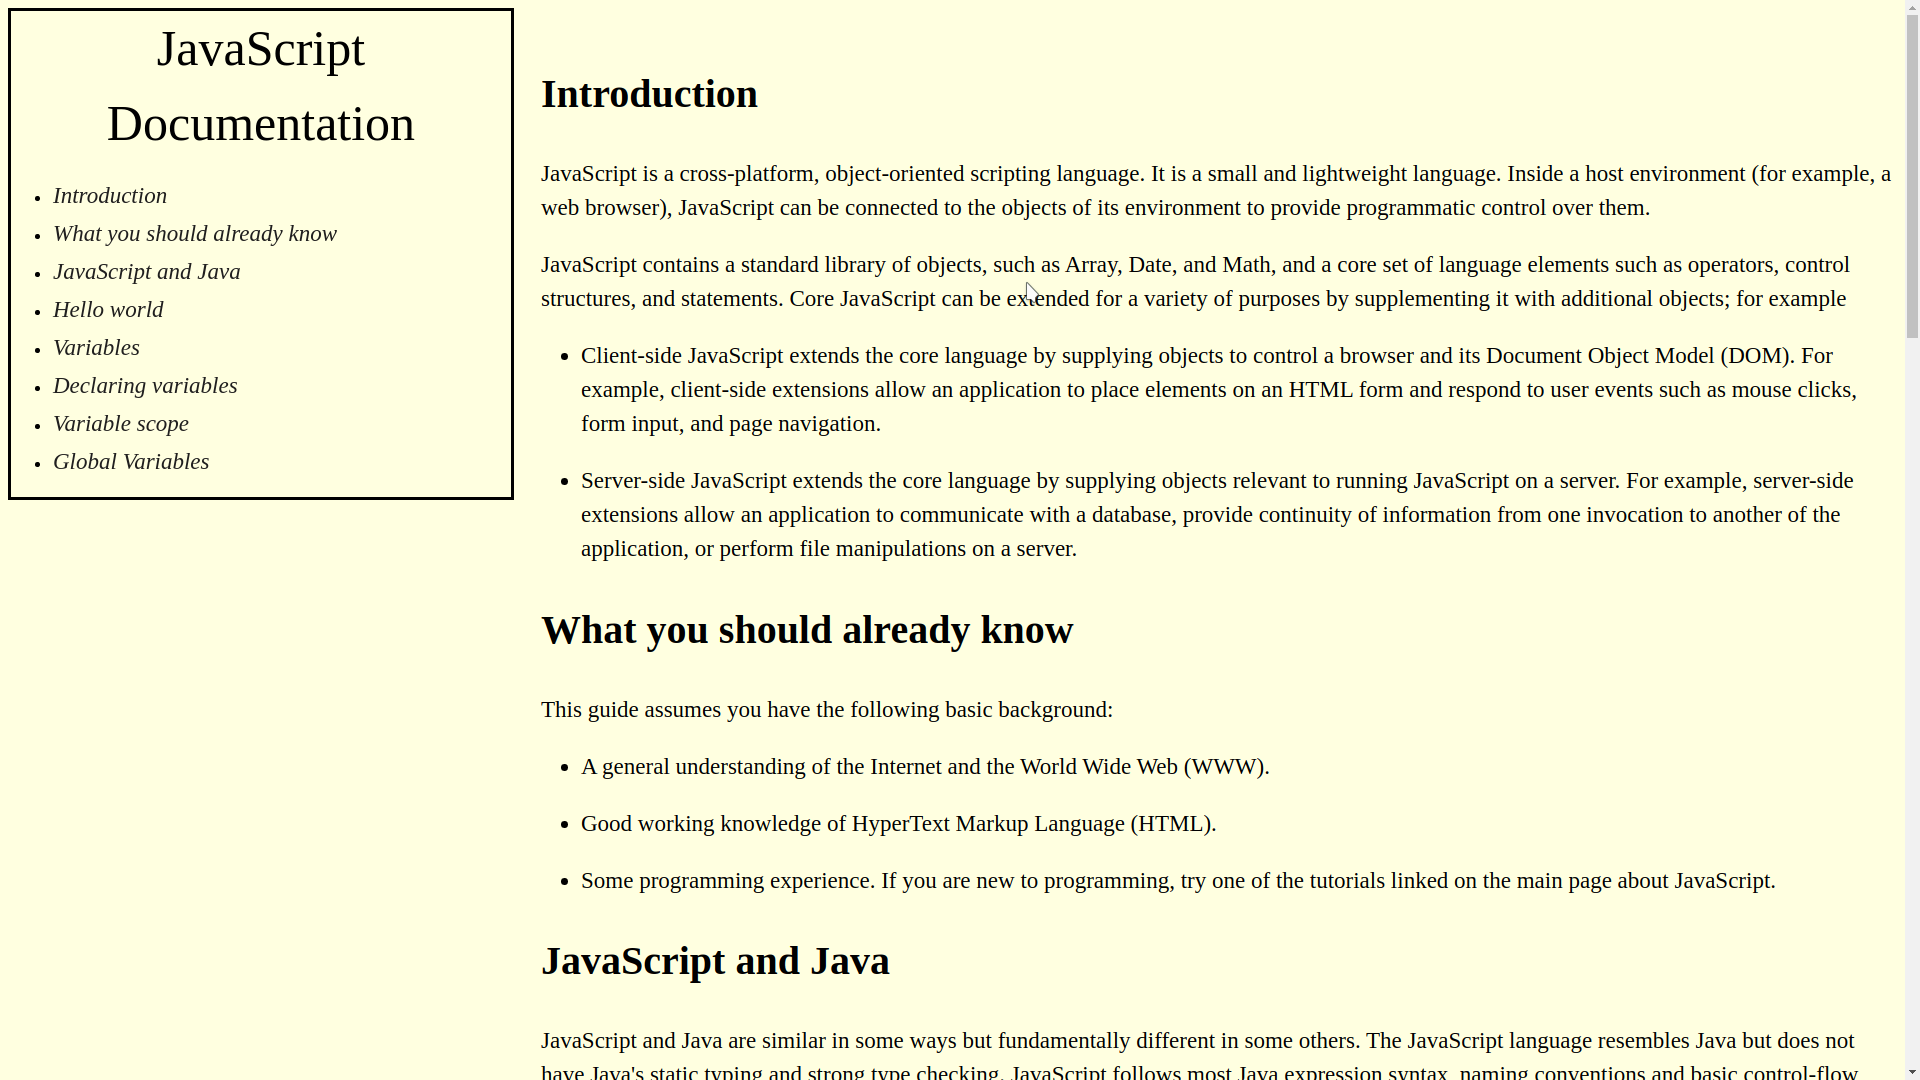 JavaScript
Documentation
Introduction
What you should already know
JavaScript and Java
Hello world
Variables
Declaring variables
Variable scope
Global Variables
Introduction
JavaScript is a cross-platform, object-oriented scripting language. It is a small and lightweight language. Inside a host environment (for example, a
web browser), JavaScript can be connected to the objects of its environment to provide programmatic control over them.
JavaScript contains a standard library of objects, such as Array, Date, and Math, and a core set of language elements such as operators, control
structures, and statements. Core JavaScript can be extended for a variety of purposes by supplementing it with additional objects; for example
Client-side JavaScript extends the core language by supplying objects to control a browser and its Document Object Model (DOM). For
example, client-side extensions allow an application to place elements on an HTML form and respond to user events such as mouse clicks,
form input, and page navigation.
Server-side JavaScript extends the core language by supplying objects relevant to running JavaScript on a server. For example, server-side
extensions allow an application to communicate with a database, provide continuity of information from one invocation to another of the
application, or perform file manipulations on a server.
What you should already know
This guide assumes you have the following basic background:
A general understanding of the Internet and the World Wide Web (WWW).
Good working knowledge of HyperText Markup Language (HTML).
Some programming experience. If you are new to programming, try one of the tutorials linked on the main page about JavaScript.
JavaScript and Java
JavaScript and Java are similar in some ways but fundamentally different in some others. The JavaScript language resembles Java but does not
have Java's static typing and strong type checking. JavaScript follows most Java expression syntax, naming conventions and basic control-flow